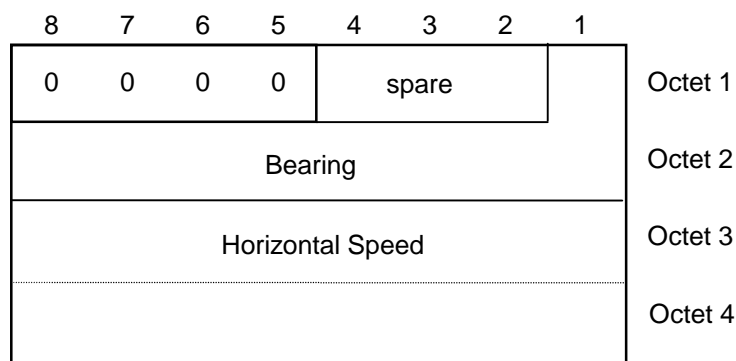 8 7 6 5 4 3 2 1
0 0 0 0 spare Octet 1
Bearing Octet 2
Horizontal Speed Octet 3
Octet 4